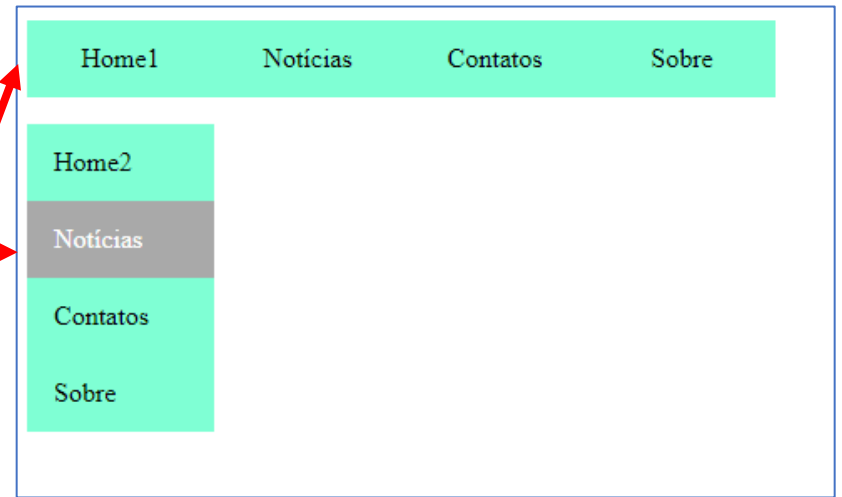 Home1 Notícias Contatos Sobre
Home2
Notícias
Contatos
Sobre